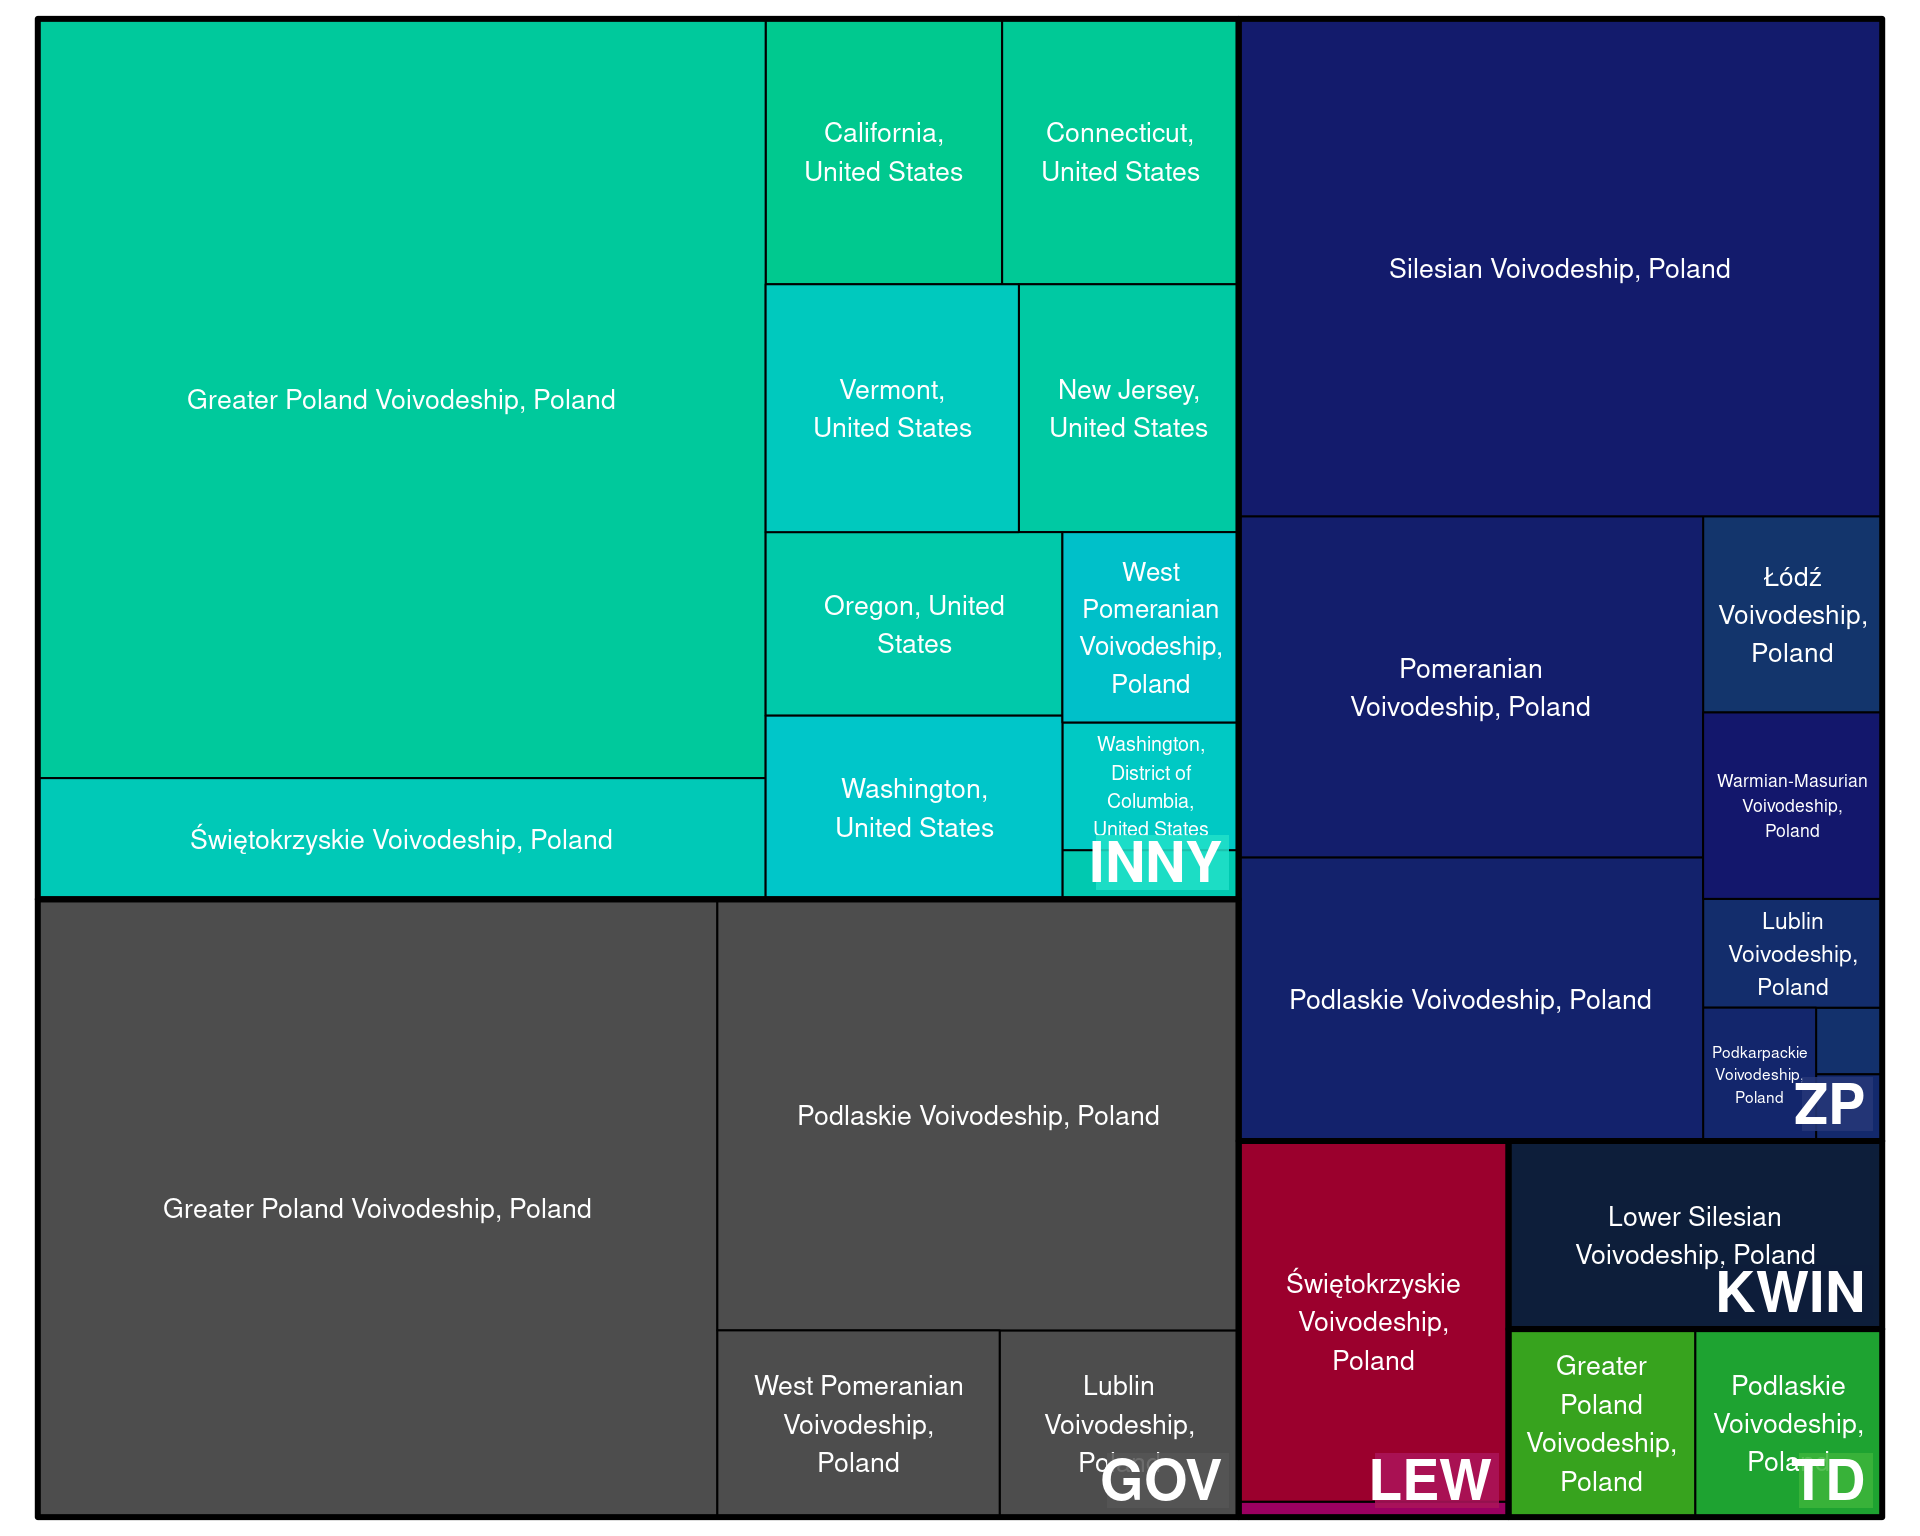 Greater Poland Voivodeship, Poland
Świętokrzyskie Voivodeship, Poland
California,
United States
Connecticut,
United States
Vermont,
United States
New Jersey,
United States
Oregon, United
States
West
Pomeranian
Voivodeship,
Poland
Washington,
United States
Washington,
District of
Columbia,
United States
INNY
Silesian Voivodeship, Poland
Pomeranian
Voivodeship, Poland
Łódź
Voivodeship,
Poland
Warmian-Masurian
Voivodeship,
Poland
Podlaskie Voivodeship, Poland
Lublin
Voivodeship,
Poland
Podkarpackie
Voivodeship,
Poland
ZP
Greater Poland Voivodeship, Poland
Podlaskie Voivodeship, Poland
West Pomeranian
Voivodeship,
Poland
Lublin
Voivodeship,
Poland
GOV
Świętokrzyskie
Voivodeship,
Poland
LEW
Lower Silesian
Voivodeship, Poland
KWIN
Greater
Poland
Voivodeship,
Poland
Podlaskie
Voivodeship,
Poland
TD